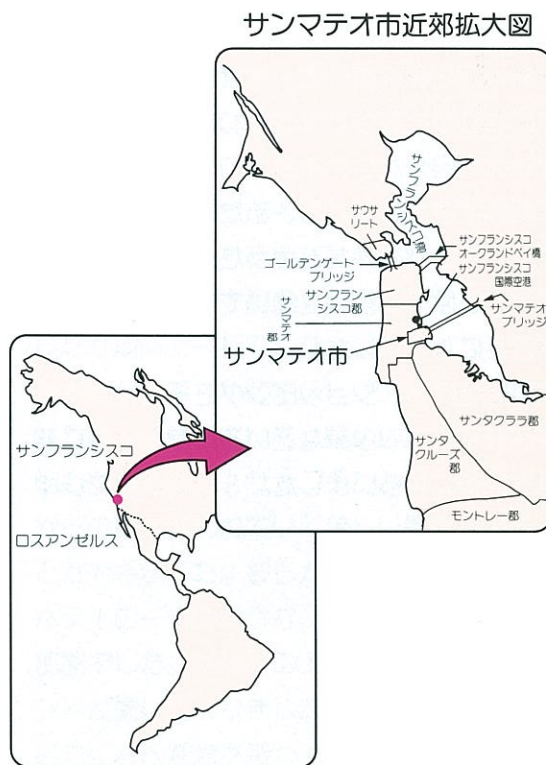 サンマテオ市近郊拡大図
サンフランシスコ湾
サウサ
リート
サンフランシスコ
オークランドベイ橋
ゴールデンゲート
ブリッジ
サンフランシスコ
国際空港
サンフラン
シスコ郡
サンマテオ
ブリッジ
サンマテオ
郡
サンマテオ市
サンタクララ郡
サンタ
クルーズ
郡
モントレー郡
サンフランシスコ
ロスアンゼルス